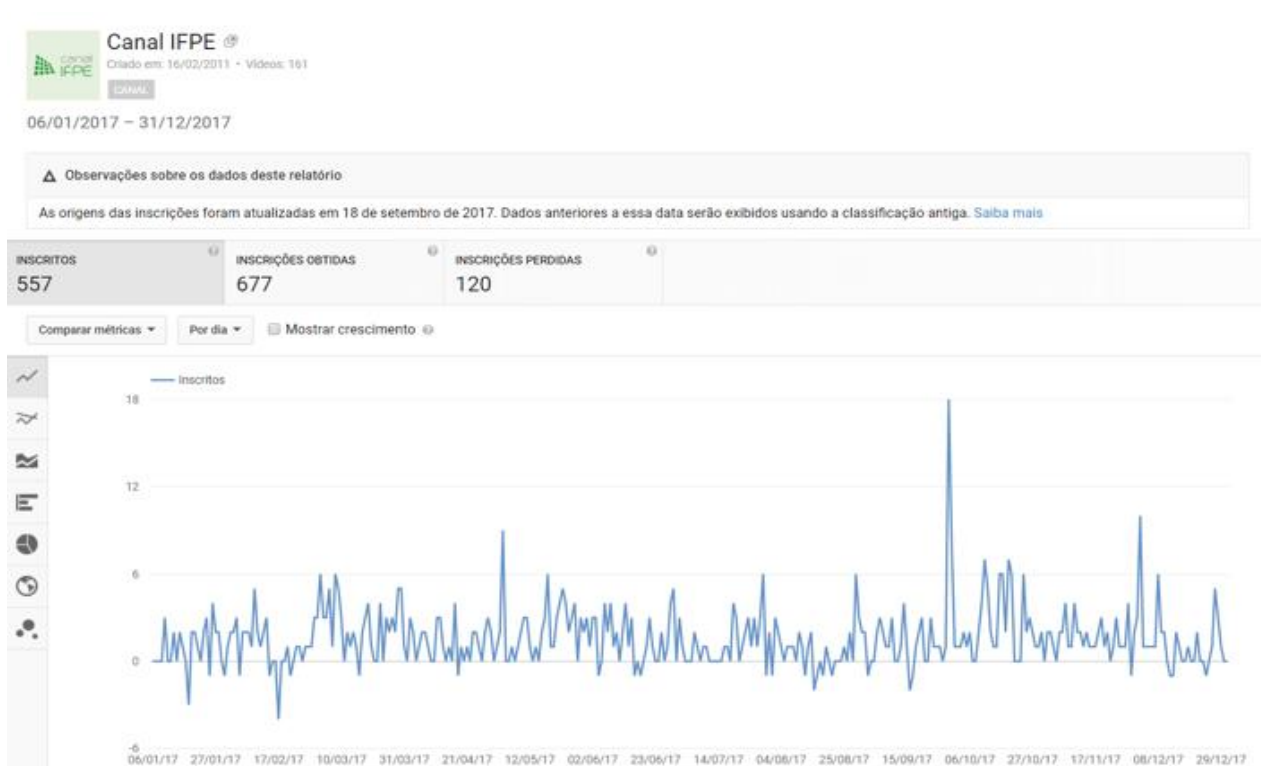 Canal IFPE
canal
IFPE
Criado em: 16/02/2011 • Vídeos: 161
CANAL
06/01/2017 – 31/12/2017
Observações sobre os dados deste relatório
As origens das inscrições foram atualizadas em 18 de setembro de 2017. Dados anteriores a essa data serão exibidos usando a classificação antiga. Saiba mais
INSCRITOS
557
INSCRIÇÕES OBTIDAS
677
INSCRIÇÕES PERDIDAS
120
Comparar métricas
Por dia
Mostrar crescimento
Inscritos
18
12
6
0
-6
06/01/17 27/01/17 17/02/17 10/03/17 31/03/17 21/04/17 12/05/17 02/06/17 23/06/17 14/07/17 04/08/17 25/08/17 15/09/17 06/10/17 27/10/17 17/11/17 08/12/17 29/12/17